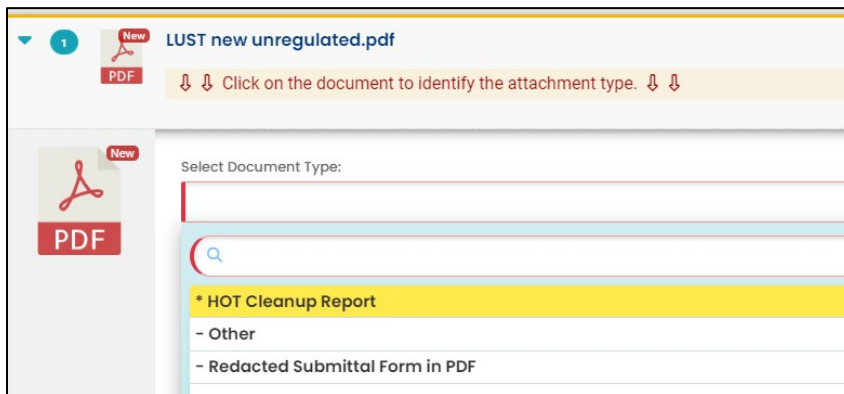 1
New
PDF
LUST new unregulated.pdf
⇩ ⇩ Click on the document to identify the attachment type. ⇩ ⇩
New
PDF
Select Document Type:
* HOT Cleanup Report
- Other
- Redacted Submittal Form in PDF